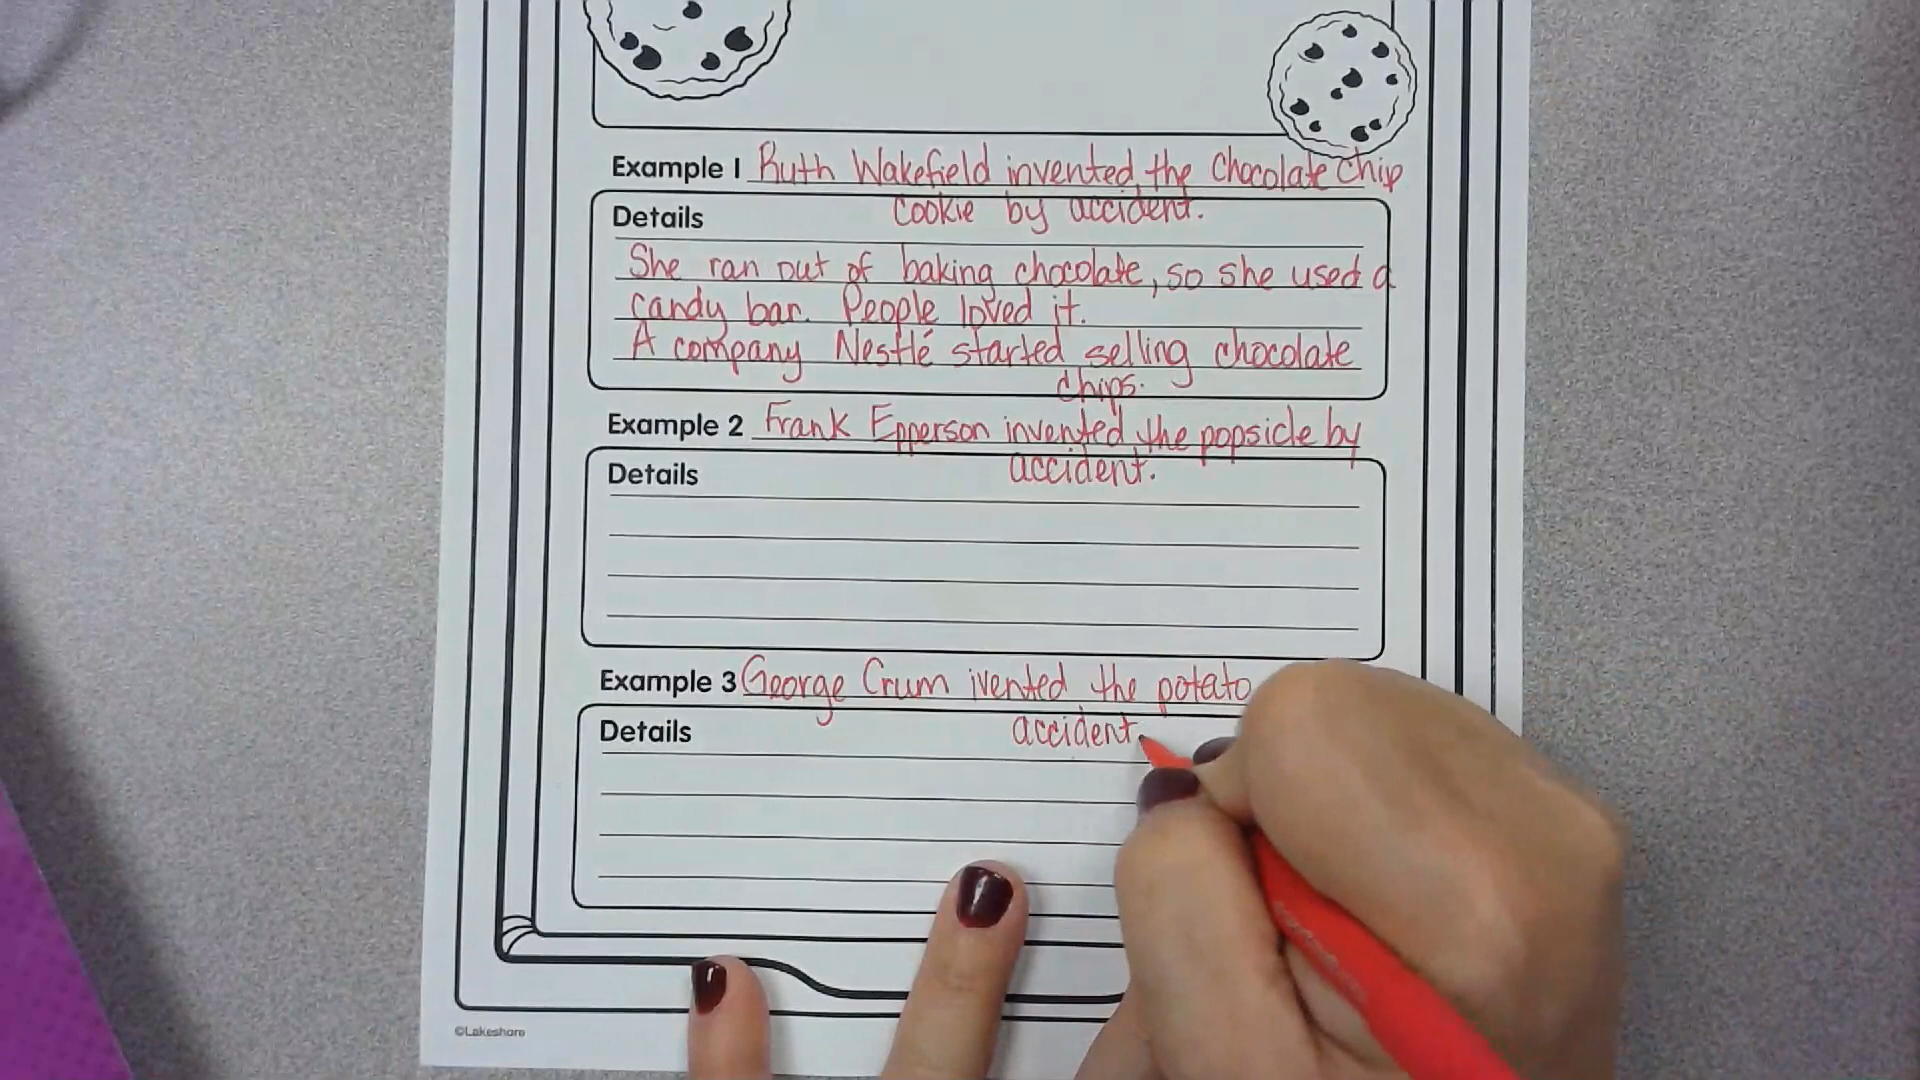 Example 1 Ruth Wakefield invented the Chocolate Chip
cookie by accident.
Details
She ran out of baking chocolate, so she used a
candy bar. People loved it.
A company Nestlé started selling chocolate
chips.
Example 2 Frank Epperson invented the popsicle by
accident.
Details
Example 3 George Crum ivented the potato
accident.
Details
©Lakeshore